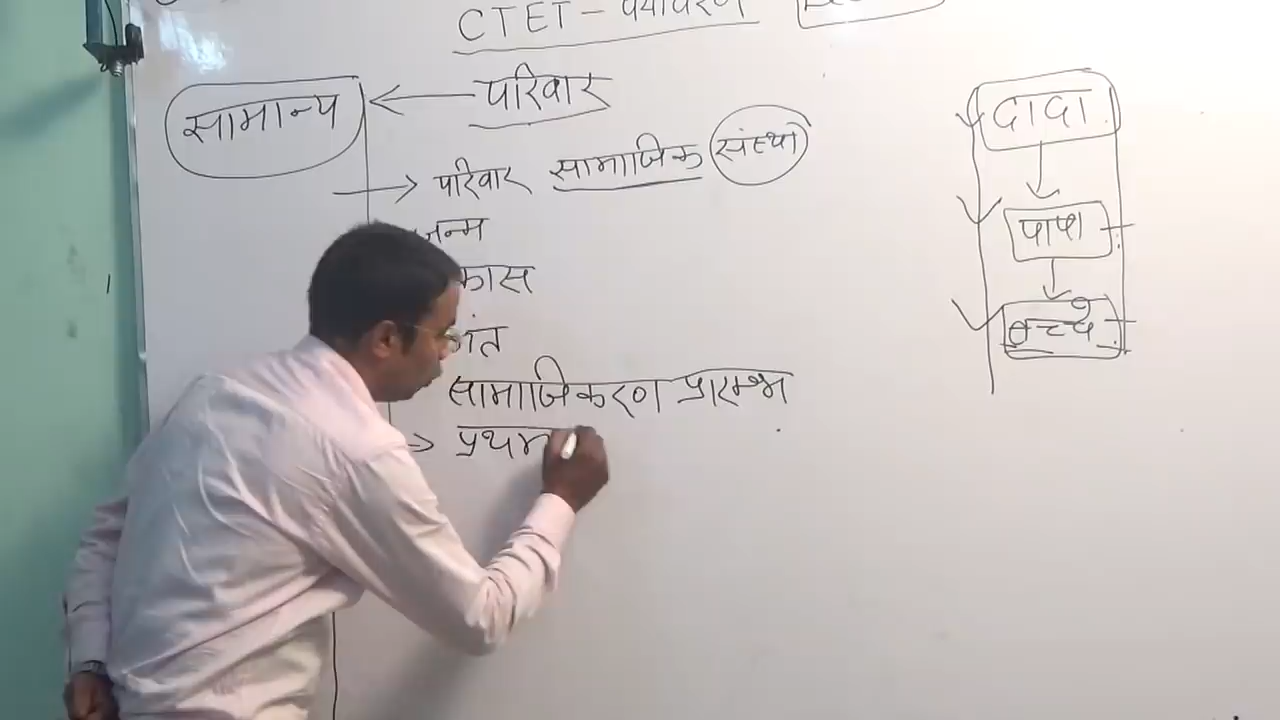 CTET - पर्यावरण
परिवार
सामान्य
परिवार सामाजिक संस्था
जन्म
कास
अंत
सामाजिकरण प्रारम्भ
प्रथम
दादा
पापा
बच्चे